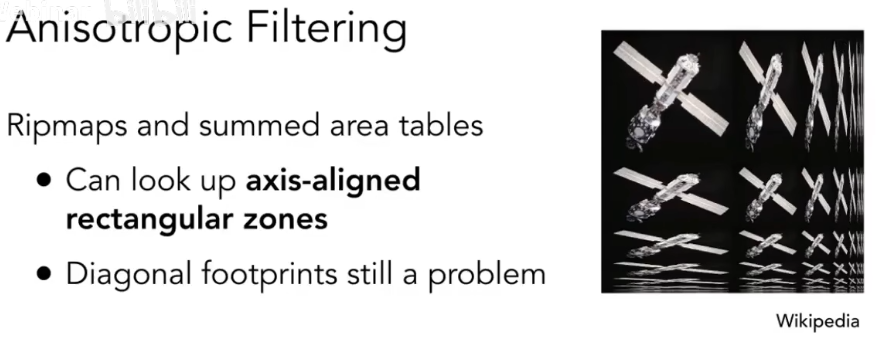 Anisotropic Filtering
Ripmaps and summed area tables
• Can look up axis-aligned
rectangular zones
• Diagonal footprints still a problem
Wikipedia